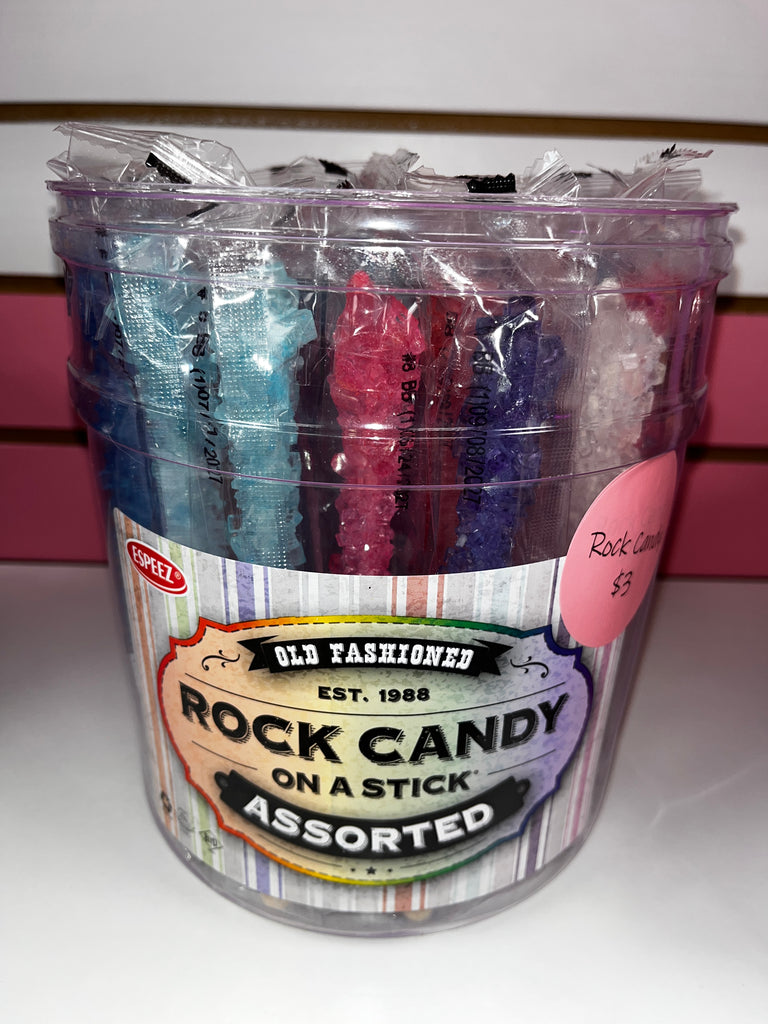 ESPEEZ®
Rock Candy
$3
OLD FASHIONED
EST. 1988
ROCK CANDY
ON A STICK
ASSORTED